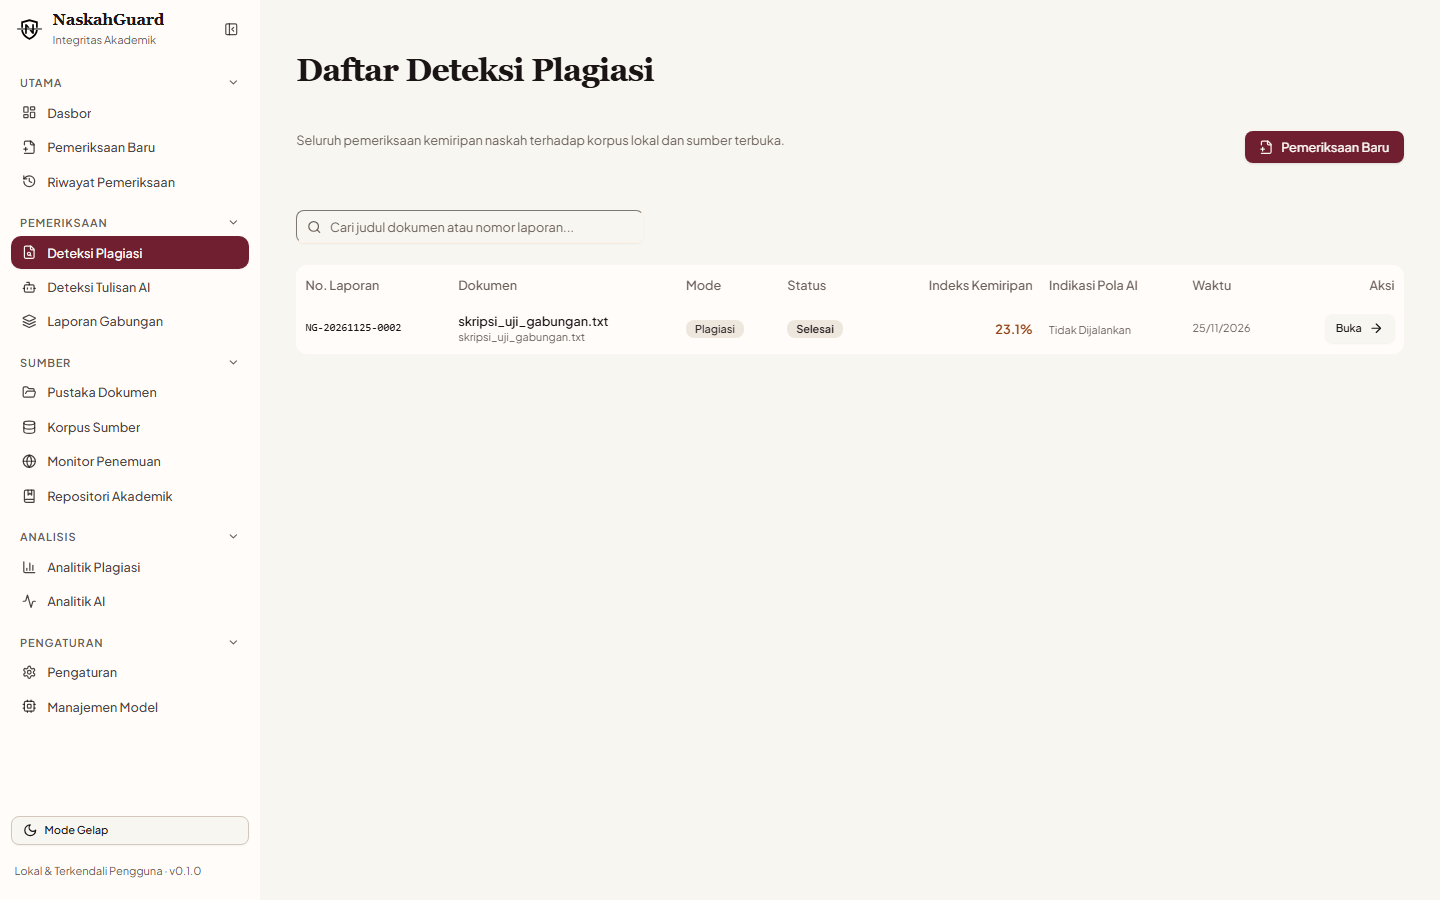 NaskahGuard
Integritas Akademik
UTAMA
Dasbor
Pemeriksaan Baru
Riwayat Pemeriksaan
PEMERIKSAAN
Deteksi Plagiasi
Deteksi Tulisan AI
Laporan Gabungan
SUMBER
Pustaka Dokumen
Korpus Sumber
Monitor Penemuan
Repositori Akademik
ANALISIS
Analitik Plagiasi
Analitik AI
PENGATURAN
Pengaturan
Manajemen Model
Mode Gelap
Lokal & Terkendali Pengguna · v0.1.0
Daftar Deteksi Plagiasi
Seluruh pemeriksaan kemiripan naskah terhadap korpus lokal dan sumber terbuka.
Pemeriksaan Baru
Cari judul dokumen atau nomor laporan...
No. Laporan Dokumen Mode Status Indeks Kemiripan Indikasi Pola AI Waktu Aksi
NG-20261125-0002 skripsi_uji_gabungan.txt Plagiasi Selesai 23.1% Tidak Dijalankan 25/11/2026 Buka
skripsi_uji_gabungan.txt